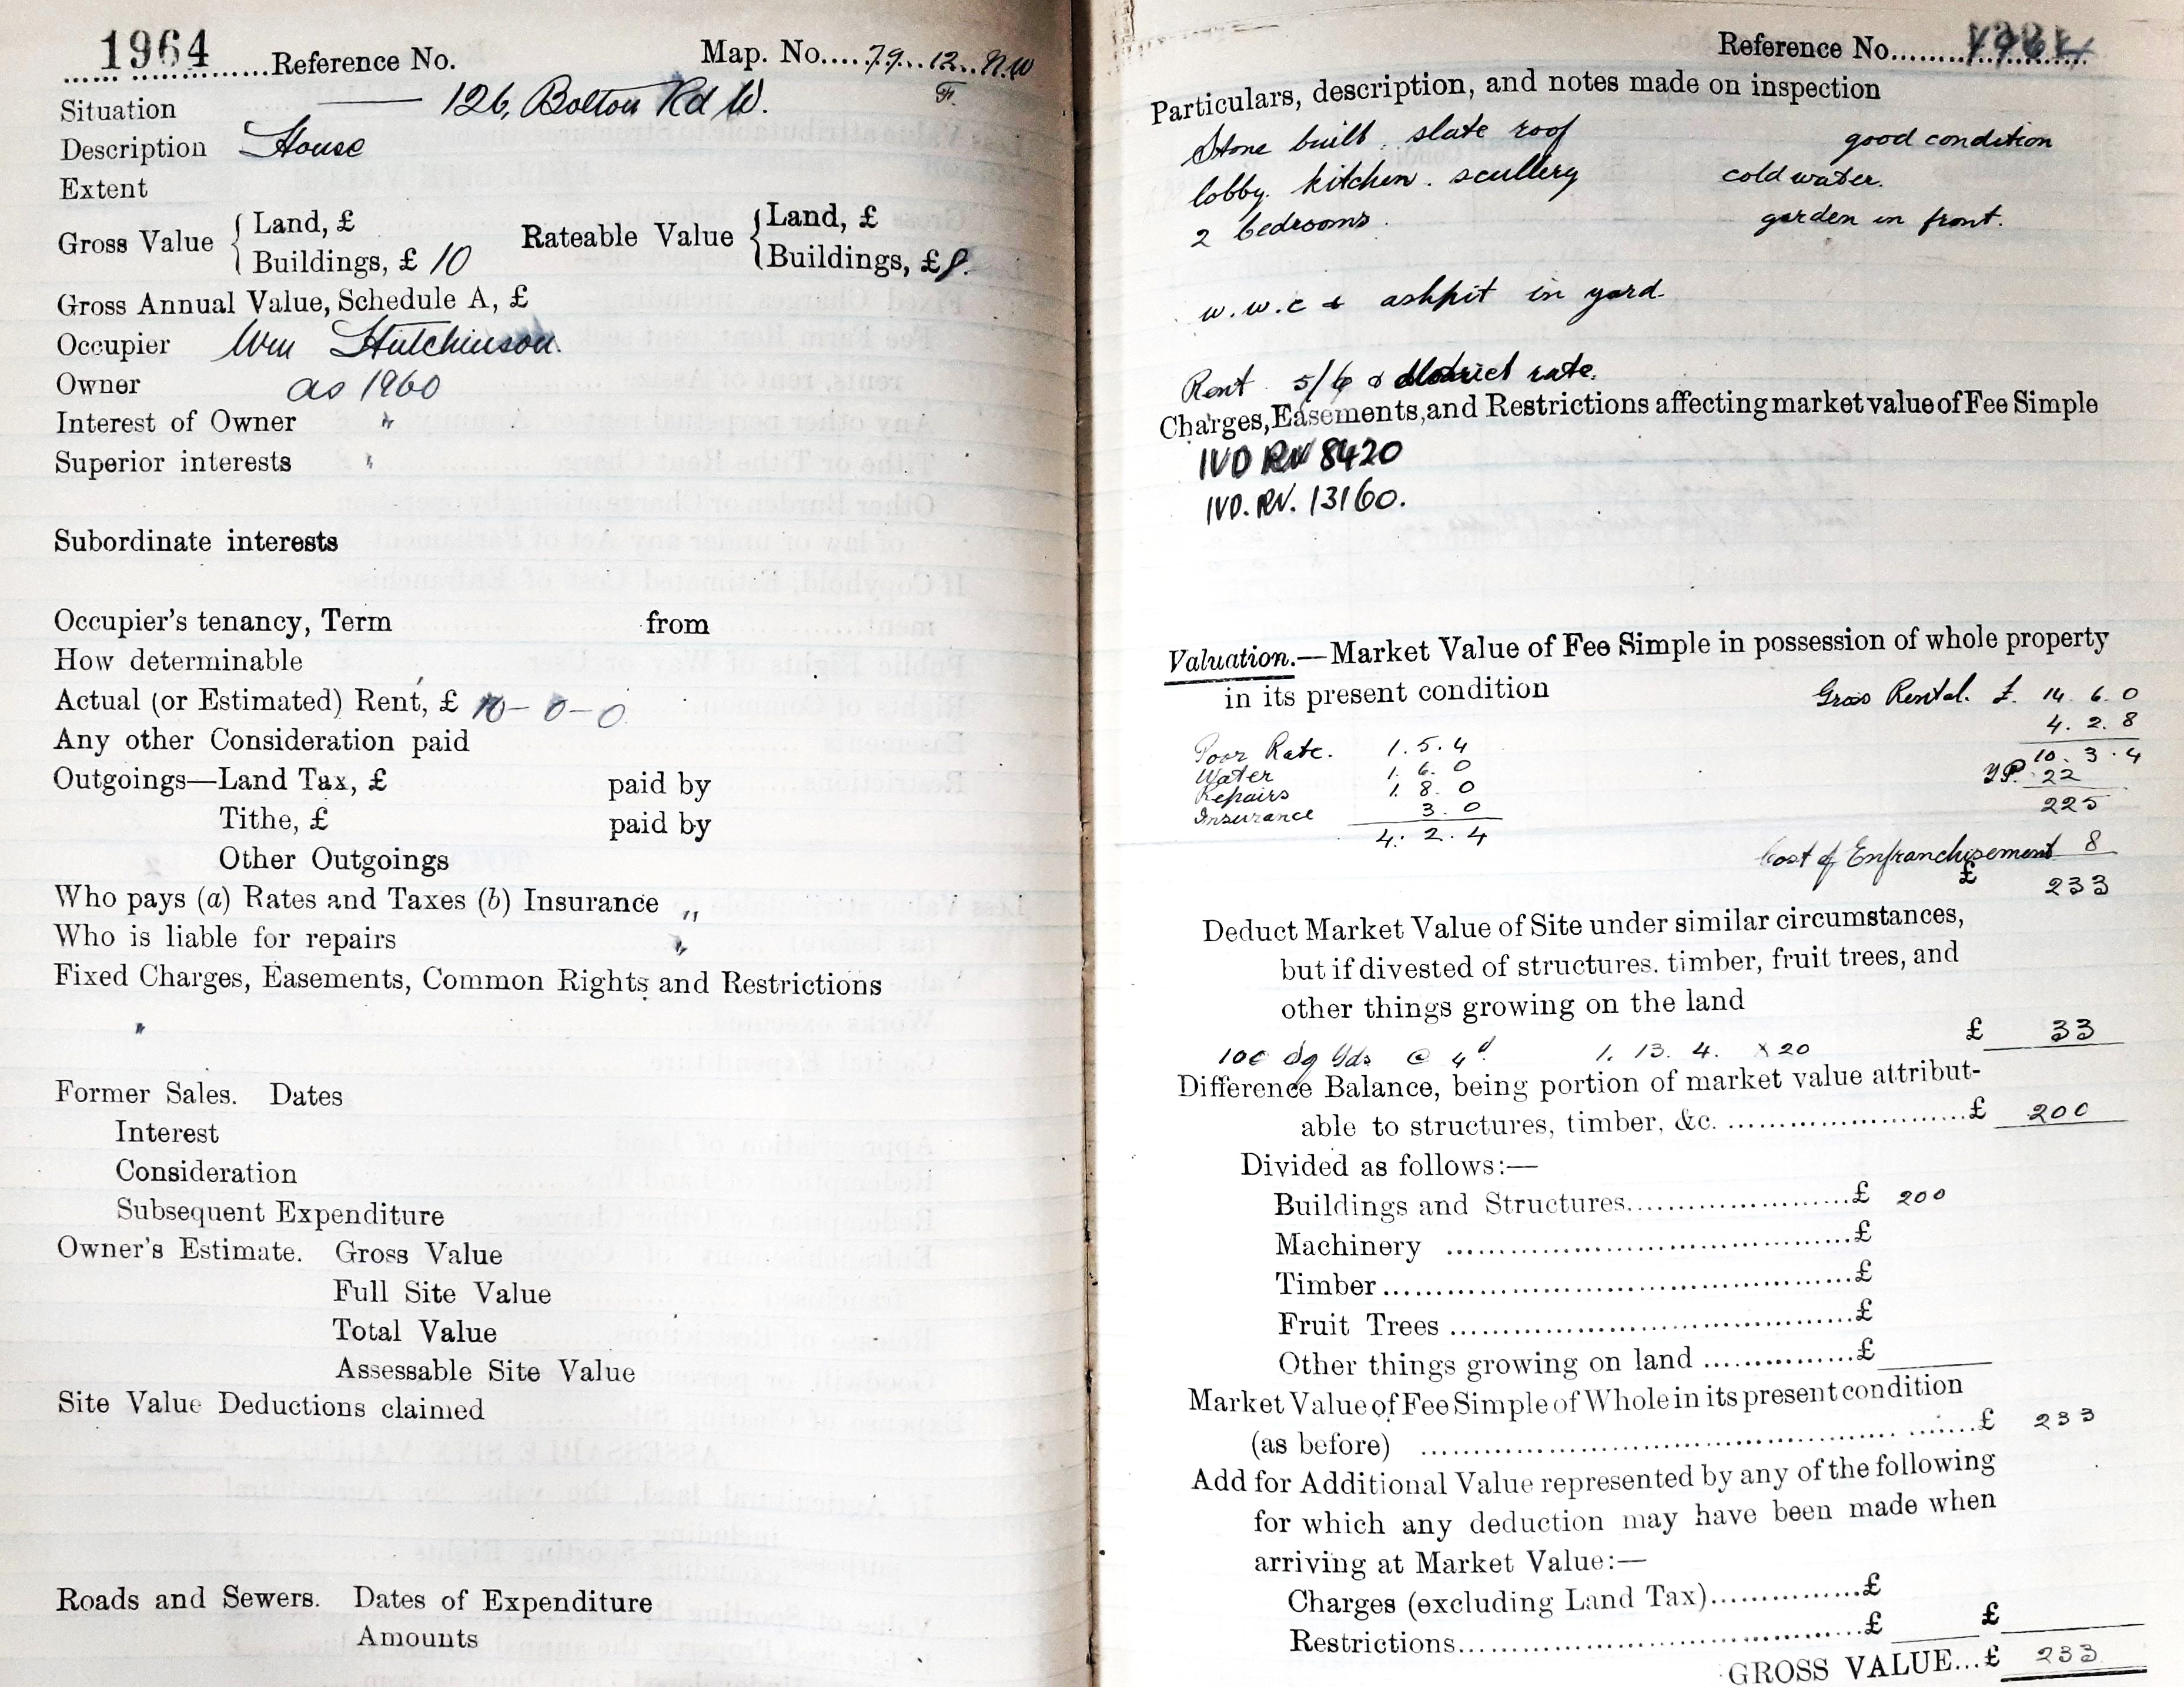 1964 Reference No. Map. No. 79. 12. N.W
F.
Situation — 126, Bolton Rd W.
Description House
Extent
Gross Value { Land, £
Buildings, £ 10
Rateable Value { Land, £
Buildings, £ 8.
Gross Annual Value, Schedule A, £
Occupier Wm Hutchinson.
Owner as 1960
Interest of Owner "
Superior interests "
Subordinate interests
Occupier's tenancy, Term from
How determinable
Actual (or Estimated) Rent, £ 10-0-0
Any other Consideration paid
Outgoings—Land Tax, £ paid by
Tithe, £ paid by
Other Outgoings
Who pays (a) Rates and Taxes (b) Insurance "
Who is liable for repairs "
Fixed Charges, Easements, Common Rights and Restrictions
"
Former Sales. Dates
Interest
Consideration
Subsequent Expenditure
Owner's Estimate. Gross Value
Full Site Value
Total Value
Assessable Site Value
Site Value Deductions claimed
Roads and Sewers. Dates of Expenditure
Amounts
Reference No. 1964
Particulars, description, and notes made on inspection
Stone built. slate roof good condition
lobby. kitchen. scullery cold water.
2 bedrooms. garden in front.
w.w.c & ashpit in yard.
Rent 5/6 & district rate.
Charges, Easements, and Restrictions affecting market value of Fee Simple
IVD RV 8420
IVD. RV. 13160.
Valuation.—Market Value of Fee Simple in possession of whole property
in its present condition
Gross Rental. £. 14. 6. 0
4. 2. 8
10. 3. 4
YP. 22
225
Poor Rate. 1. 5. 4
Water 1. 6. 0
Repairs 1. 8. 0
Insurance 3. 0
4. 2. 4
Cost of Enfranchisement 8
£ 233
Deduct Market Value of Site under similar circumstances,
but if divested of structures. timber, fruit trees, and
other things growing on the land
£ 33
100 Sq Yds @ 4d 1. 13. 4. x 20
Difference Balance, being portion of market value attribut-
able to structures, timber, &c. £ 200
Divided as follows:—
Buildings and Structures £ 200
Machinery £
Timber £
Fruit Trees £
Other things growing on land £
Market Value of Fee Simple of Whole in its present condition
(as before) £ 233
Add for Additional Value represented by any of the following
for which any deduction may have been made when
arriving at Market Value:—
Charges (excluding Land Tax) £
Restrictions £ £
GROSS VALUE...£ 233